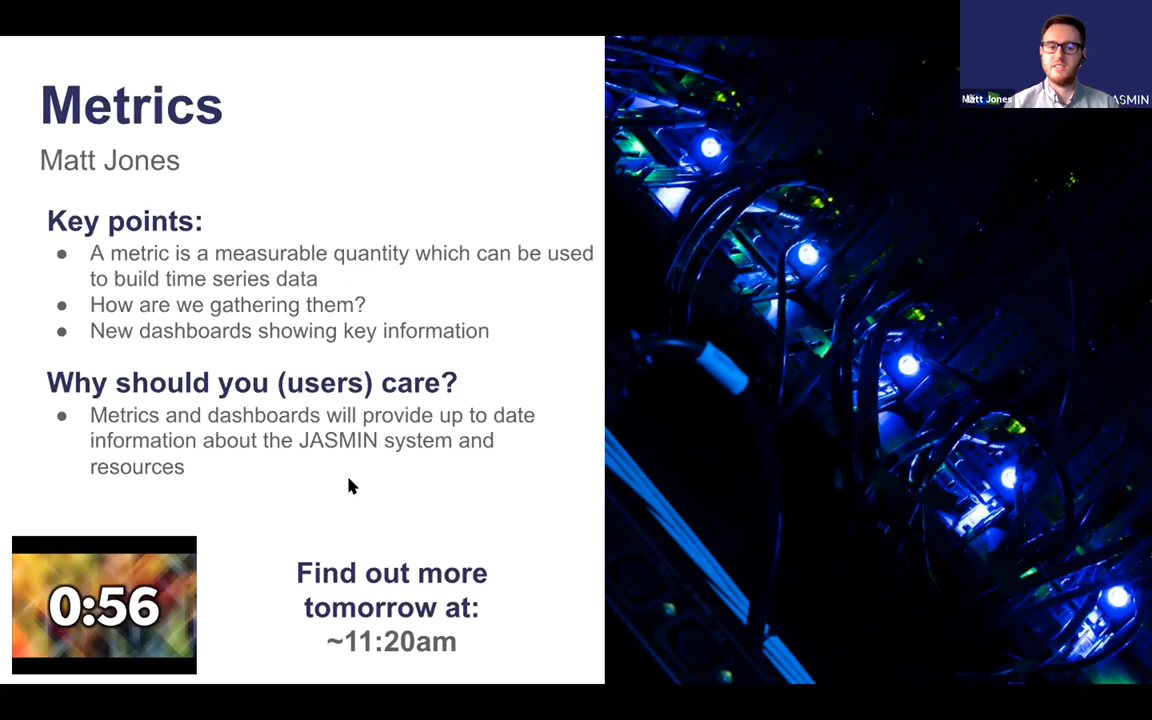 Metrics
Matt Jones
Key points:
● A metric is a measurable quantity which can be used
to build time series data
● How are we gathering them?
● New dashboards showing key information
Why should you (users) care?
● Metrics and dashboards will provide up to date
information about the JASMIN system and
resources
0:56
Find out more
tomorrow at:
~11:20am
Matt Jones
ASMIN